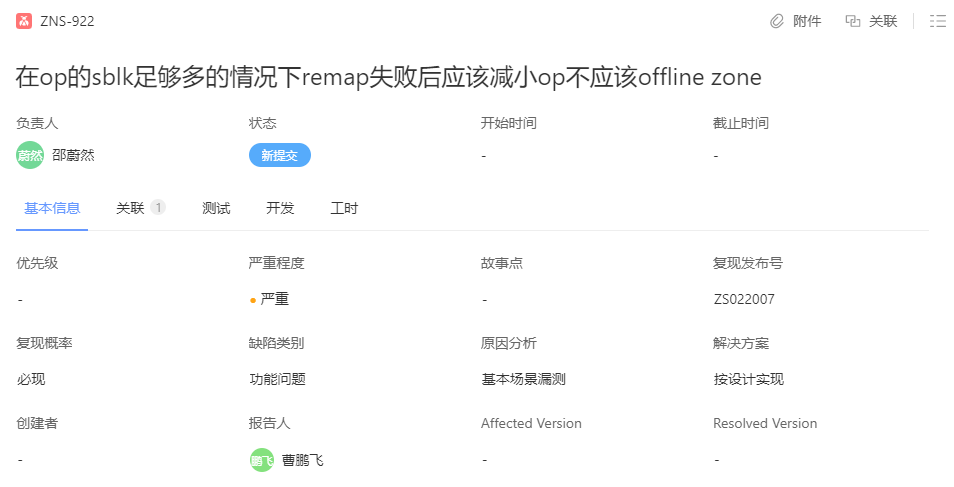 ZNS-922 附件 关联
在op的sblk足够多的情况下remap失败后应该减小op不应该offline zone
负责人 状态 开始时间 截止时间
蔚然 邵蔚然 新提交 - -
基本信息 关联 1 测试 开发 工时
优先级 严重程度 故事点 复现发布号
- 严重 - ZS022007
复现概率 缺陷类别 原因分析 解决方案
必现 功能问题 基本场景漏测 按设计实现
创建者 报告人 Affected Version Resolved Version
- 鹏飞 曹鹏飞 - -